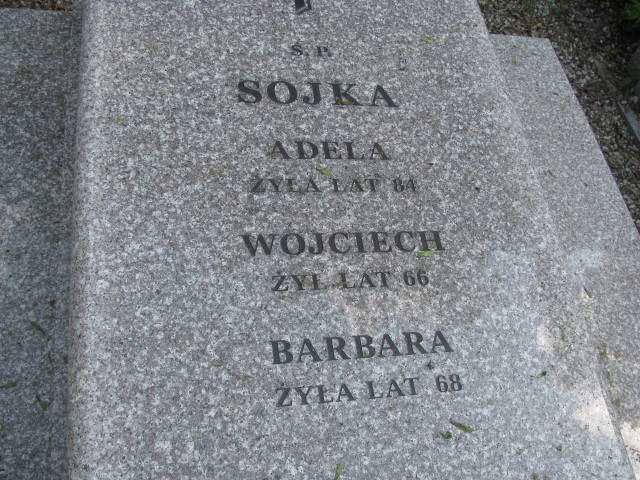 Ś. P.
SOJKA
ADELA
ŻYŁA LAT 84
WOJCIECH
ŻYŁ LAT 66
BARBARA
ŻYŁA LAT 68